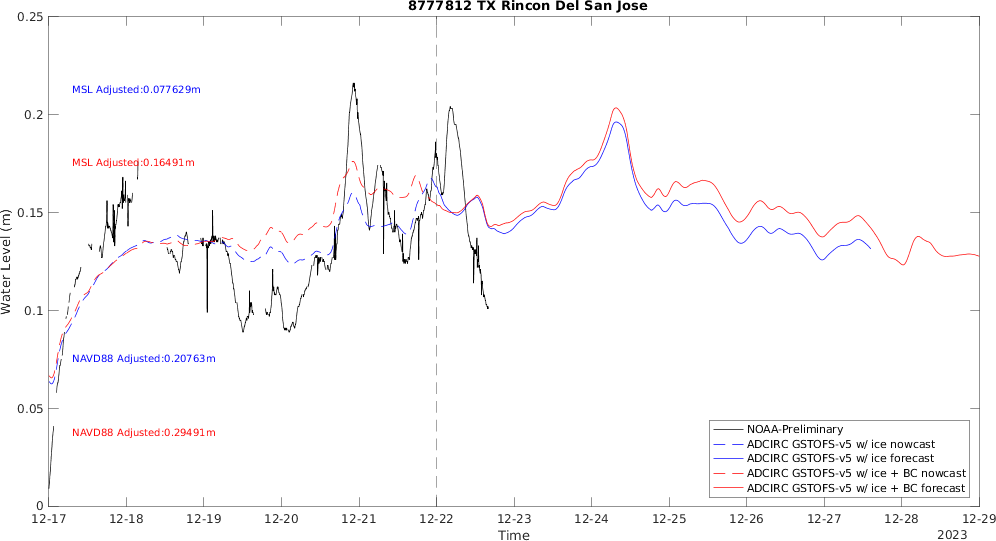 8777812 TX Rincon Del San Jose
0.25
0.2
0.15
0.1
0.05
0
Water Level (m)
MSL Adjusted:0.077629m
MSL Adjusted:0.16491m
NAVD88 Adjusted:0.20763m
NAVD88 Adjusted:0.29491m
NOAA-Preliminary
ADCIRC GSTOFS-v5 w/ ice nowcast
ADCIRC GSTOFS-v5 w/ ice forecast
ADCIRC GSTOFS-v5 w/ ice + BC nowcast
ADCIRC GSTOFS-v5 w/ ice + BC forecast
12-17 12-18 12-19 12-20 12-21 12-22 12-23 12-24 12-25 12-26 12-27 12-28 12-29
Time
2023